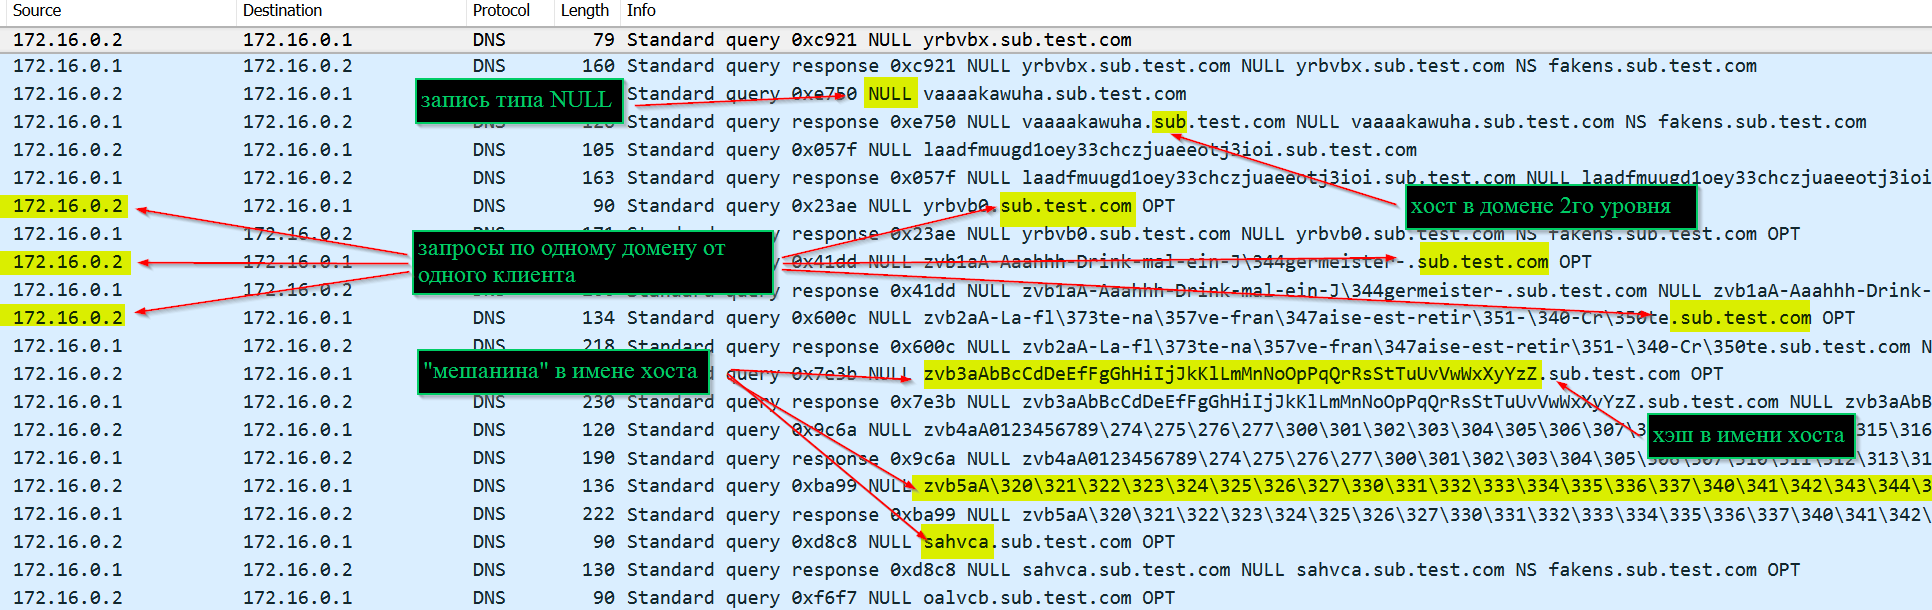 Source Destination Protocol Length Info
172.16.0.2 172.16.0.1 DNS 79 Standard query 0xc921 NULL yrbvbx.sub.test.com
172.16.0.1 172.16.0.2 DNS 160 Standard query response 0xc921 NULL yrbvbx.sub.test.com NULL yrbvbx.sub.test.com NS fakens.sub.test.com
запись типа NULL
172.16.0.2 172.16.0.1 Standard query 0xe750 NULL vaaaakawuha.sub.test.com
172.16.0.1 172.16.0.2 DNS Standard query response 0xe750 NULL vaaaakawuha.sub.test.com NULL vaaaakawuha.sub.test.com NS fakens.sub.test.com
172.16.0.2 172.16.0.1 DNS 105 Standard query 0x057f NULL laadfmuugd1oey33chczjuaeeotj3ioi.sub.test.com
172.16.0.1 172.16.0.2 DNS 163 Standard query response 0x057f NULL laadfmuugd1oey33chczjuaeeotj3ioi.sub.test.com NULL laadfmuugd1oey33chczjuaeeotj3ioi
172.16.0.2 172.16.0.1 DNS 90 Standard query 0x23ae NULL yrbvb0.sub.test.com OPT
хост в домене 2го уровня
172.16.0.1 172.16.0.2 response 0x23ae NULL yrbvb0.sub.test.com NULL yrbvb0.sub.test.com NS fakens.sub.test.com OPT
запросы по одному домену от
одного клиента
172.16.0.2 172.16.0.1 0x41dd NULL zvb1aA-Aaahhh-Drink-mal-ein-J\344germeister-.sub.test.com OPT
172.16.0.1 172.16.0.2 response 0x41dd NULL zvb1aA-Aaahhh-Drink-mal-ein-J\344germeister-.sub.test.com NULL zvb1aA-Aaahhh-Drink-
172.16.0.2 172.16.0.1 DNS 134 Standard query 0x600c NULL zvb2aA-La-fl\373te-na\357ve-fran\347aise-est-retir\351-\340-Cr\350te.sub.test.com OPT
172.16.0.1 172.16.0.2 DNS 218 Standard query response 0x600c NULL zvb2aA-La-fl\373te-na\357ve-fran\347aise-est-retir\351-\340-Cr\350te.sub.test.com N
"мешанина" в имене хоста
172.16.0.2 172.16.0.1 query 0x7e3b NULL zvb3aAbBcCdDeEfFgGhHiIjJkKlLmMnNoOpPqQrRsStTuUvVwWxXyYzZ.sub.test.com OPT
172.16.0.1 172.16.0.2 DNS 230 Standard query response 0x7e3b NULL zvb3aAbBcCdDeEfFgGhHiIjJkKlLmMnNoOpPqQrRsStTuUvVwWxXyYzZ.sub.test.com NULL zvb3aAbB
172.16.0.2 172.16.0.1 DNS 120 Standard query 0x9c6a NULL zvb4aA0123456789\274\275\276\277\300\301\302\303\304\305\306\307\3 315\316
хэш в имени хоста
172.16.0.1 172.16.0.2 DNS 190 Standard query response 0x9c6a NULL zvb4aA0123456789\274\275\276\277\300\301\302\303\304\305\306\307\310\311\312\313\31
172.16.0.2 172.16.0.1 DNS 136 Standard query 0xba99 NULL zvb5aA\320\321\322\323\324\325\326\327\330\331\332\333\334\335\336\337\340\341\342\343\344\3
172.16.0.1 172.16.0.2 DNS 222 Standard query response 0xba99 NULL zvb5aA\320\321\322\323\324\325\326\327\330\331\332\333\334\335\336\337\340\341\342\
172.16.0.2 172.16.0.1 DNS 90 Standard query 0xd8c8 NULL sahvca.sub.test.com OPT
172.16.0.1 172.16.0.2 DNS 130 Standard query response 0xd8c8 NULL sahvca.sub.test.com NULL sahvca.sub.test.com NS fakens.sub.test.com OPT
172.16.0.2 172.16.0.1 DNS 90 Standard query 0xf6f7 NULL oalvcb.sub.test.com OPT